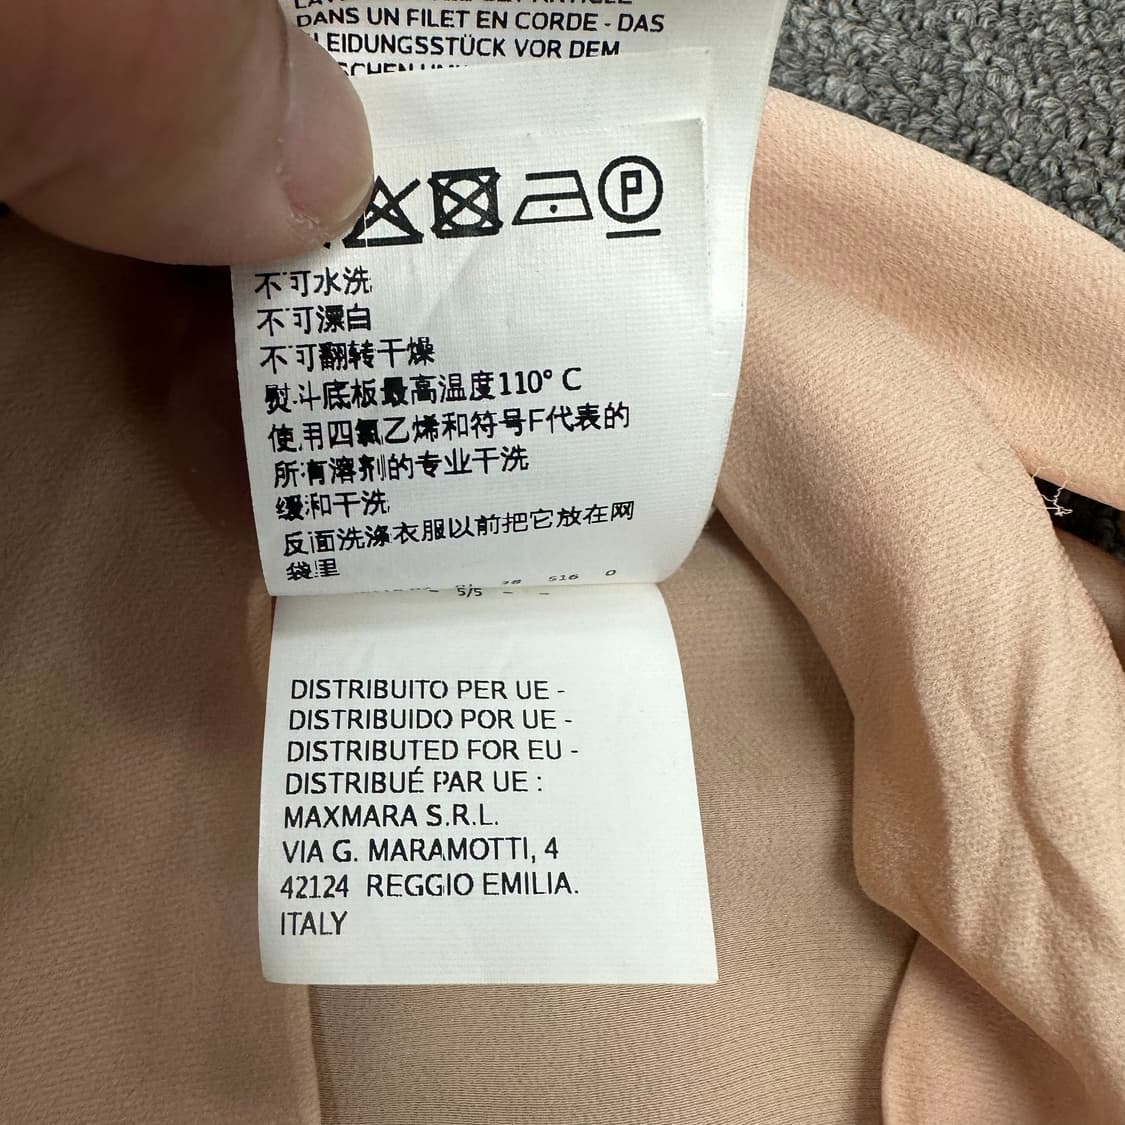 DANS UN FILET EN CORDE - DAS
LEIDUNGSSTÜCK VOR DEM
P
不可水洗
不可漂白
不可翻转干燥
熨斗底板最高温度110° C
使用四氯乙烯和符号F代表的
所有溶剂的专业干洗
缓和干洗
反面洗涤衣服以前把它放在网
袋里
38 516 0
5/5
DISTRIBUITO PER UE -
DISTRIBUIDO POR UE -
DISTRIBUTED FOR EU -
DISTRIBUÉ PAR UE :
MAXMARA S.R.L.
VIA G. MARAMOTTI, 4
42124 REGGIO EMILIA.
ITALY